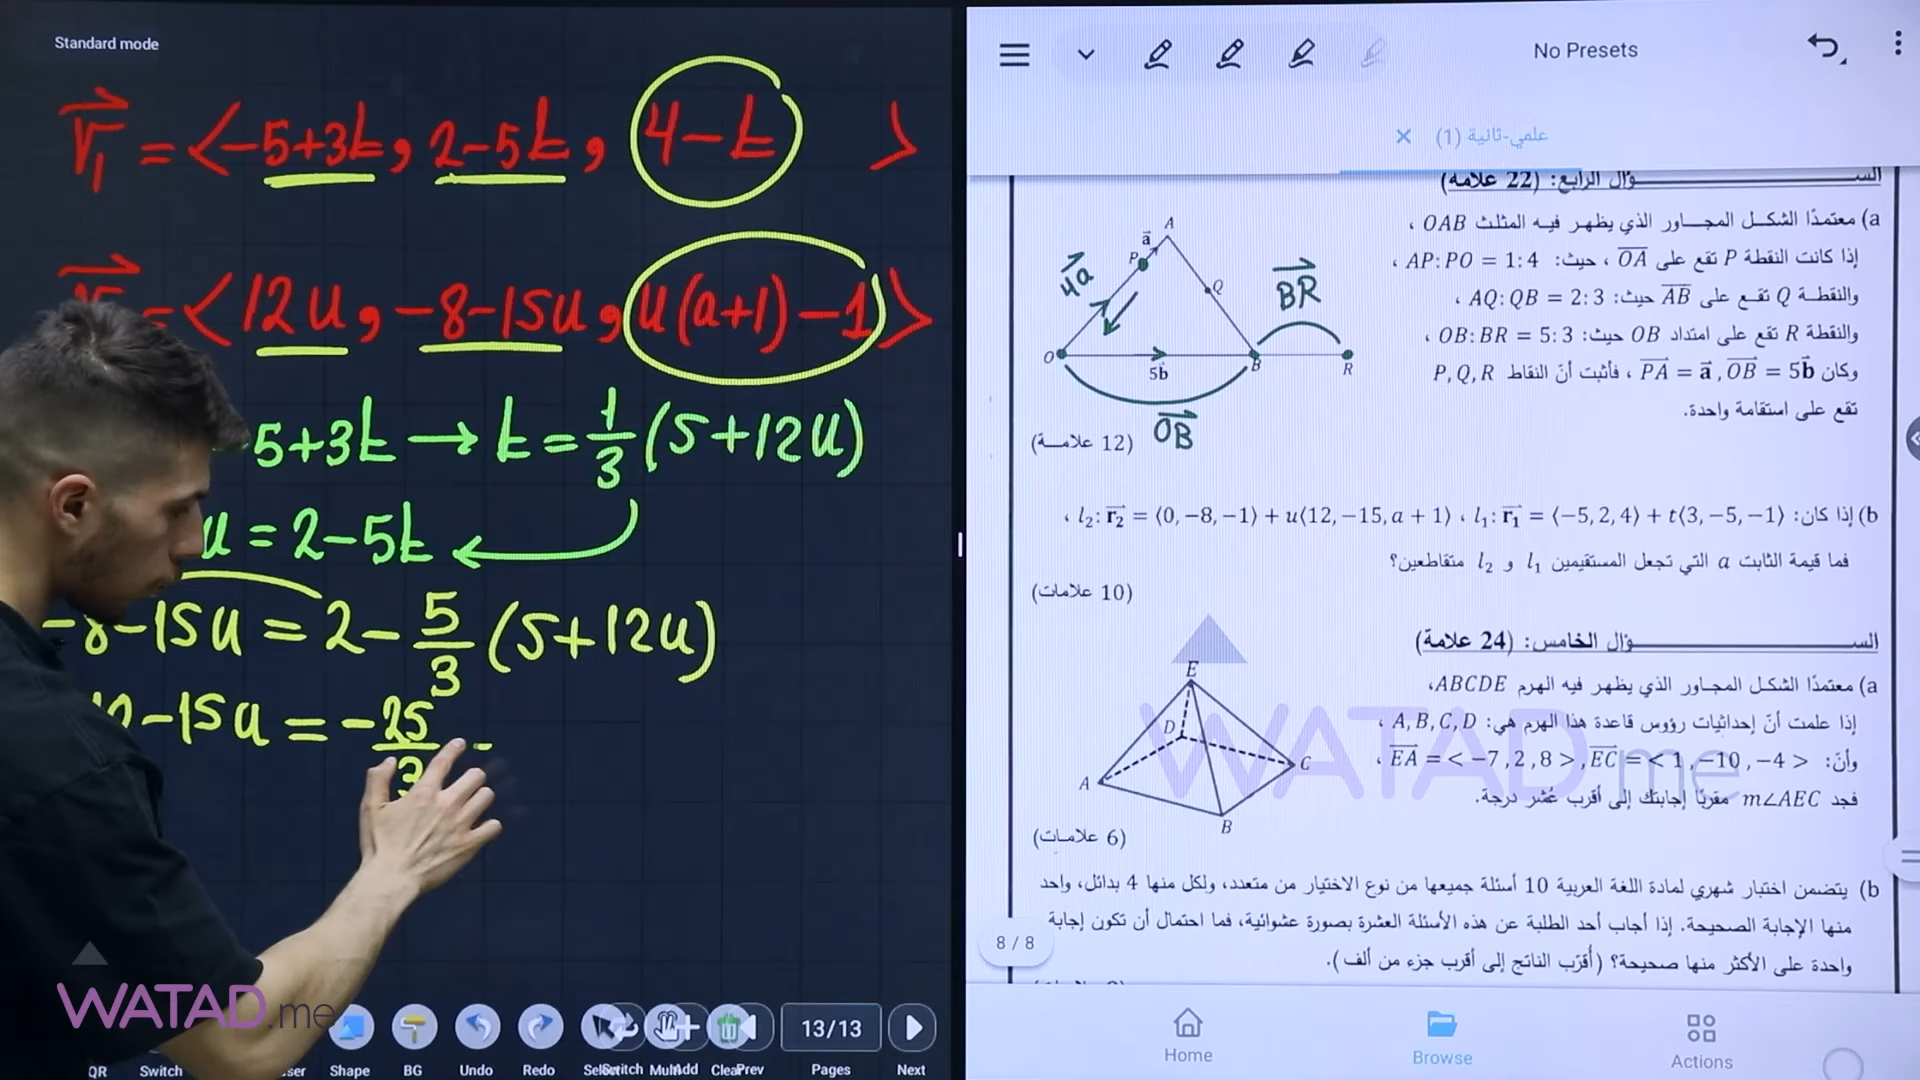 Standard mode
r₁ = <-5+3t, 2-5t, 4-t>
= <12u, -8-15u, u(a+1)-1>
5+3t → t = 1/3 (5+12u)
u = 2-5t
-8-15u = 2 - 5/3 (5+12u)
-15u = -25/3 -
WATAD.me
QR
Switch
Shape
BG
Undo
Redo
Switch
Add
Prev
13/13
Pages
Next
No Presets
علمي-ثانية (1)
الســـؤال الرابع: (22 علامة)
a) معتمدًا الشكل المجاور الذي يظهر فيه المثلث OAB ،
إذا كانت النقطة P تقع على OA ، حيث: AP:PO = 1:4 ،
والنقطة Q تقع على AB حيث: AQ:QB = 2:3 ،
والنقطة R تقع على امتداد OB حيث: OB:BR = 5:3 ،
وكان PA = a , OB = 5b ، فأثبت أنّ النقاط P, Q, R
تقع على استقامة واحدة.
(12 علامة)
A
a
P
4a
Q
BR
O
5b
B
R
OB
b) إذا كان: l₁: r₁ = ⟨-5, 2, 4⟩ + t⟨3, -5, -1⟩ ، l₂: r₂ = ⟨0, -8, -1⟩ + u⟨12, -15, a + 1⟩ ،
فما قيمة الثابت a التي تجعل المستقيمين l₁ و l₂ متقاطعين؟
(10 علامات)
الســـؤال الخامس: (24 علامة)
a) معتمدًا الشكل المجاور الذي يظهر فيه الهرم ABCDE،
إذا علمت أنّ إحداثيات رؤوس قاعدة هذا الهرم هي: A, B, C, D ،
وأنّ: EA = < -7 , 2 , 8 > , EC = < 1 , -10 , -4 > ،
فجد m∠AEC مقربًا إجابتك إلى أقرب عُشر درجة.
(6 علامات)
E
D
A
C
B
WATAD me
b) يتضمن اختبار شهري لمادة اللغة العربية 10 أسئلة جميعها من نوع الاختيار من متعدد، ولكل منها 4 بدائل، واحد
منها الإجابة الصحيحة. إذا أجاب أحد الطلبة عن هذه الأسئلة العشرة بصورة عشوائية، فما احتمال أن تكون إجابة
واحدة على الأكثر منها صحيحة؟ (أُقرّب الناتج إلى أقرب جزء من ألف).
8 / 8
Home
Browse
Actions